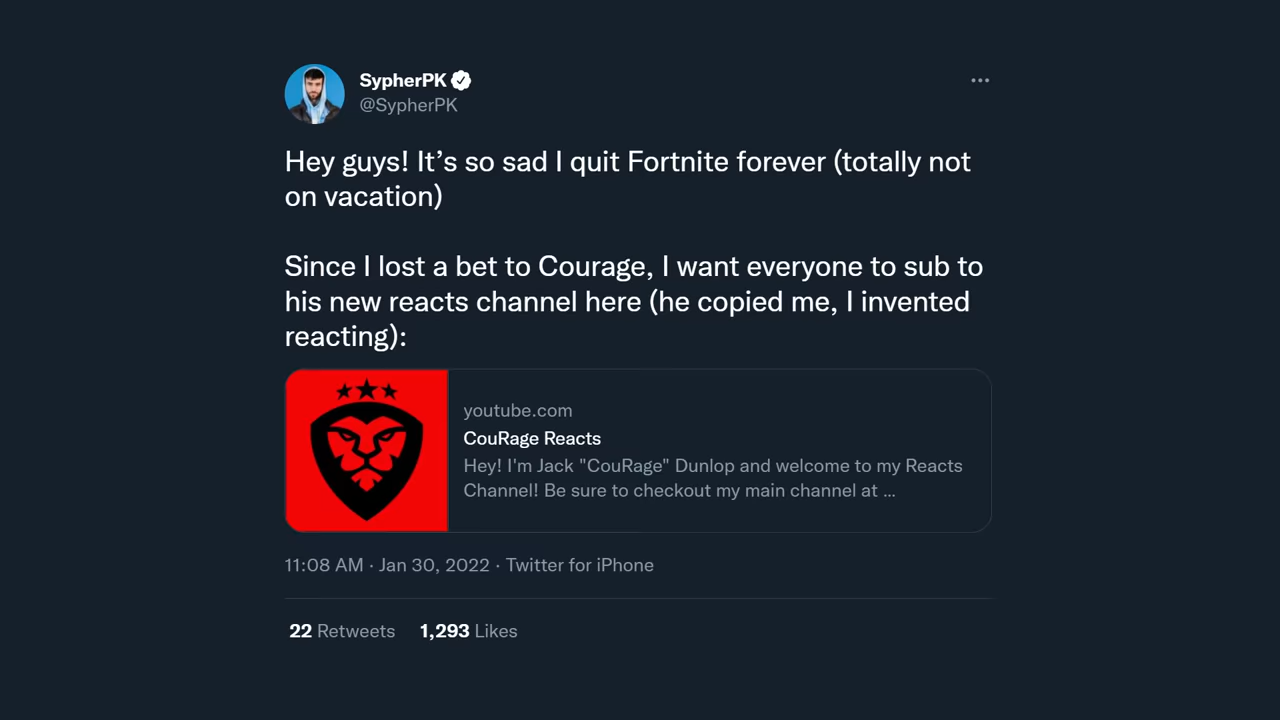 SypherPK
@SypherPK
Hey guys! It’s so sad I quit Fortnite forever (totally not
on vacation)
Since I lost a bet to Courage, I want everyone to sub to
his new reacts channel here (he copied me, I invented
reacting):
youtube.com
CouRage Reacts
Hey! I'm Jack "CouRage" Dunlop and welcome to my Reacts
Channel! Be sure to checkout my main channel at ...
11:08 AM · Jan 30, 2022 · Twitter for iPhone
22 Retweets 1,293 Likes